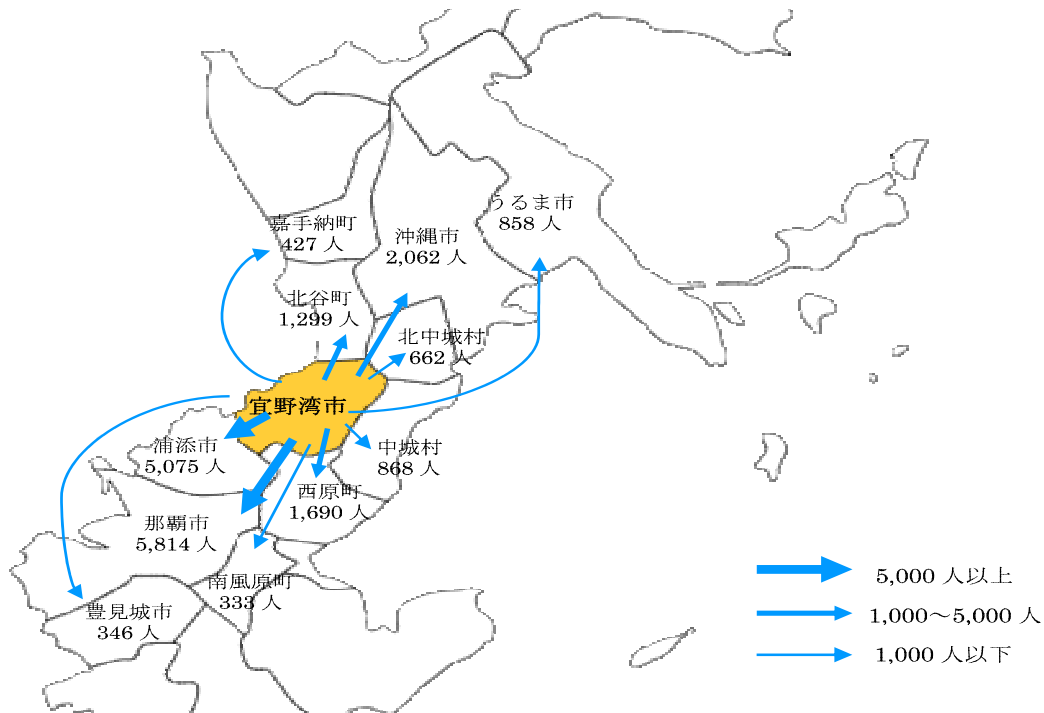 うるま市
858 人
嘉手納町
427 人
沖縄市
2,062 人
北谷町
1,299 人
北中城村
662 人
宜野湾市
浦添市
5,075 人
中城村
868 人
西原町
1,690 人
那覇市
5,814 人
南風原町
333 人
豊見城市
346 人
5,000 人以上
1,000～5,000 人
1,000 人以下